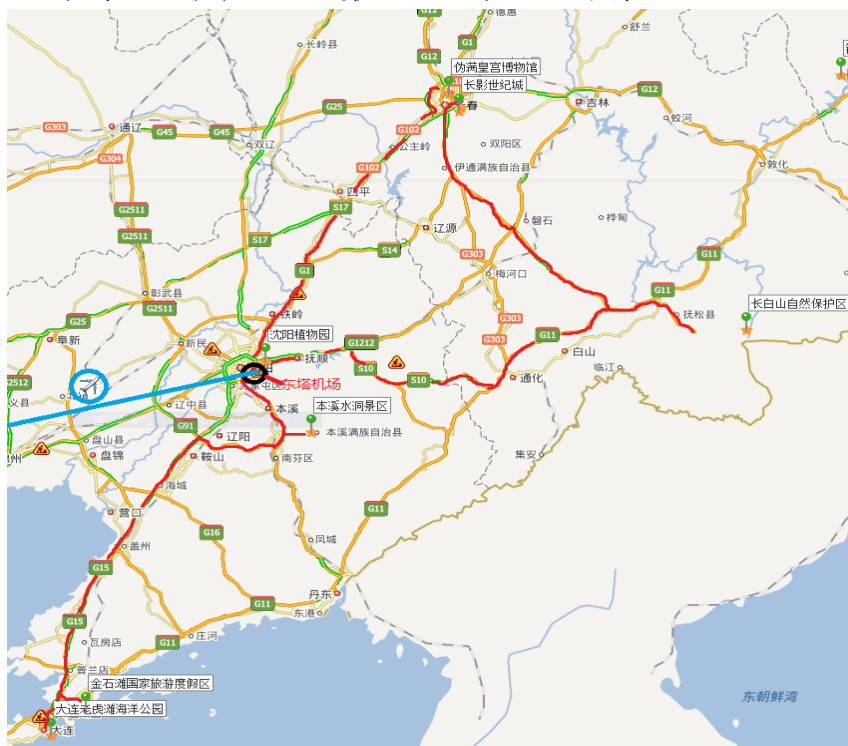 G12
德惠
G1
舒兰
长岭县
G12
伪满皇宫博物馆
长影世纪城
春
吉林
G12
G25
G303
通辽
G45
G45
双辽
G102
公主岭
双阳区
蛟河
G304
G102
伊通满族自治县
敦化
四平
G2511
S17
辽源
磐石
桦甸
G2511
S17
S14
G303
G11
G1
梅河口
彰武县
G2511
铁岭
G303
G11
抚松县
长白山自然保护区
G25
阜新
新民
沈阳植物园
G1212
G303
G11
抚顺
白山
临江
G2512
S10
S10
通化
东塔机场
义县
辽中县
本溪
本溪水洞景区
G91
辽阳
本溪满族自治县
盘山县
盘锦
鞍山
南芬区
集安
海城
营口
G11
G16
凤城
盖州
G15
丹东
G11
东港
G15
庄河
瓦房店
G11
普兰店
金石滩国家旅游度假区
东朝鲜湾
大连老虎滩海洋公园
大连